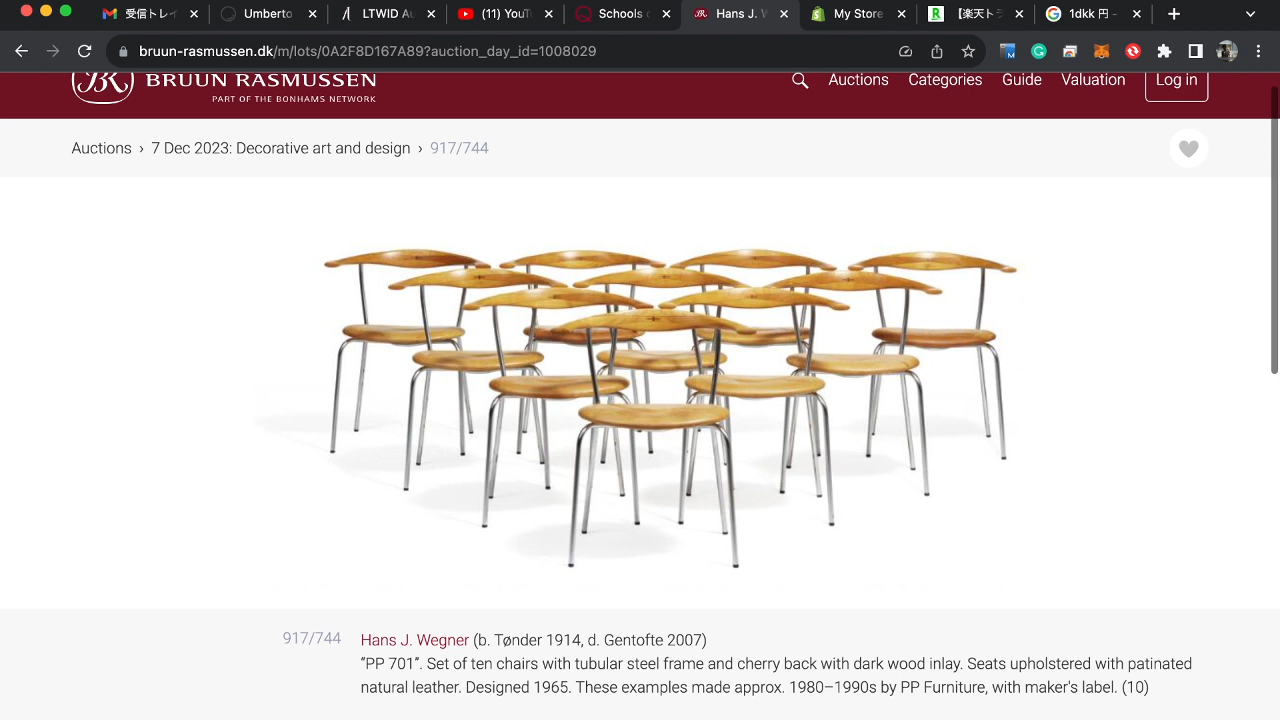 受信トレイ
Umberto
LTWID Au
(11) YouTu
Schools o
Hans J. W
My Store
【楽天トラ
1dkk 円 -
bruun-rasmussen.dk/m/lots/0A2F8D167A89?auction_day_id=1008029
BRUUN RASMUSSEN
PART OF THE BONHAMS NETWORK
Auctions
Categories
Guide
Valuation
Log in
Auctions › 7 Dec 2023: Decorative art and design › 917/744
917/744
Hans J. Wegner (b. Tønder 1914, d. Gentofte 2007)
“PP 701”. Set of ten chairs with tubular steel frame and cherry back with dark wood inlay. Seats upholstered with patinated
natural leather. Designed 1965. These examples made approx. 1980–1990s by PP Furniture, with maker's label. (10)